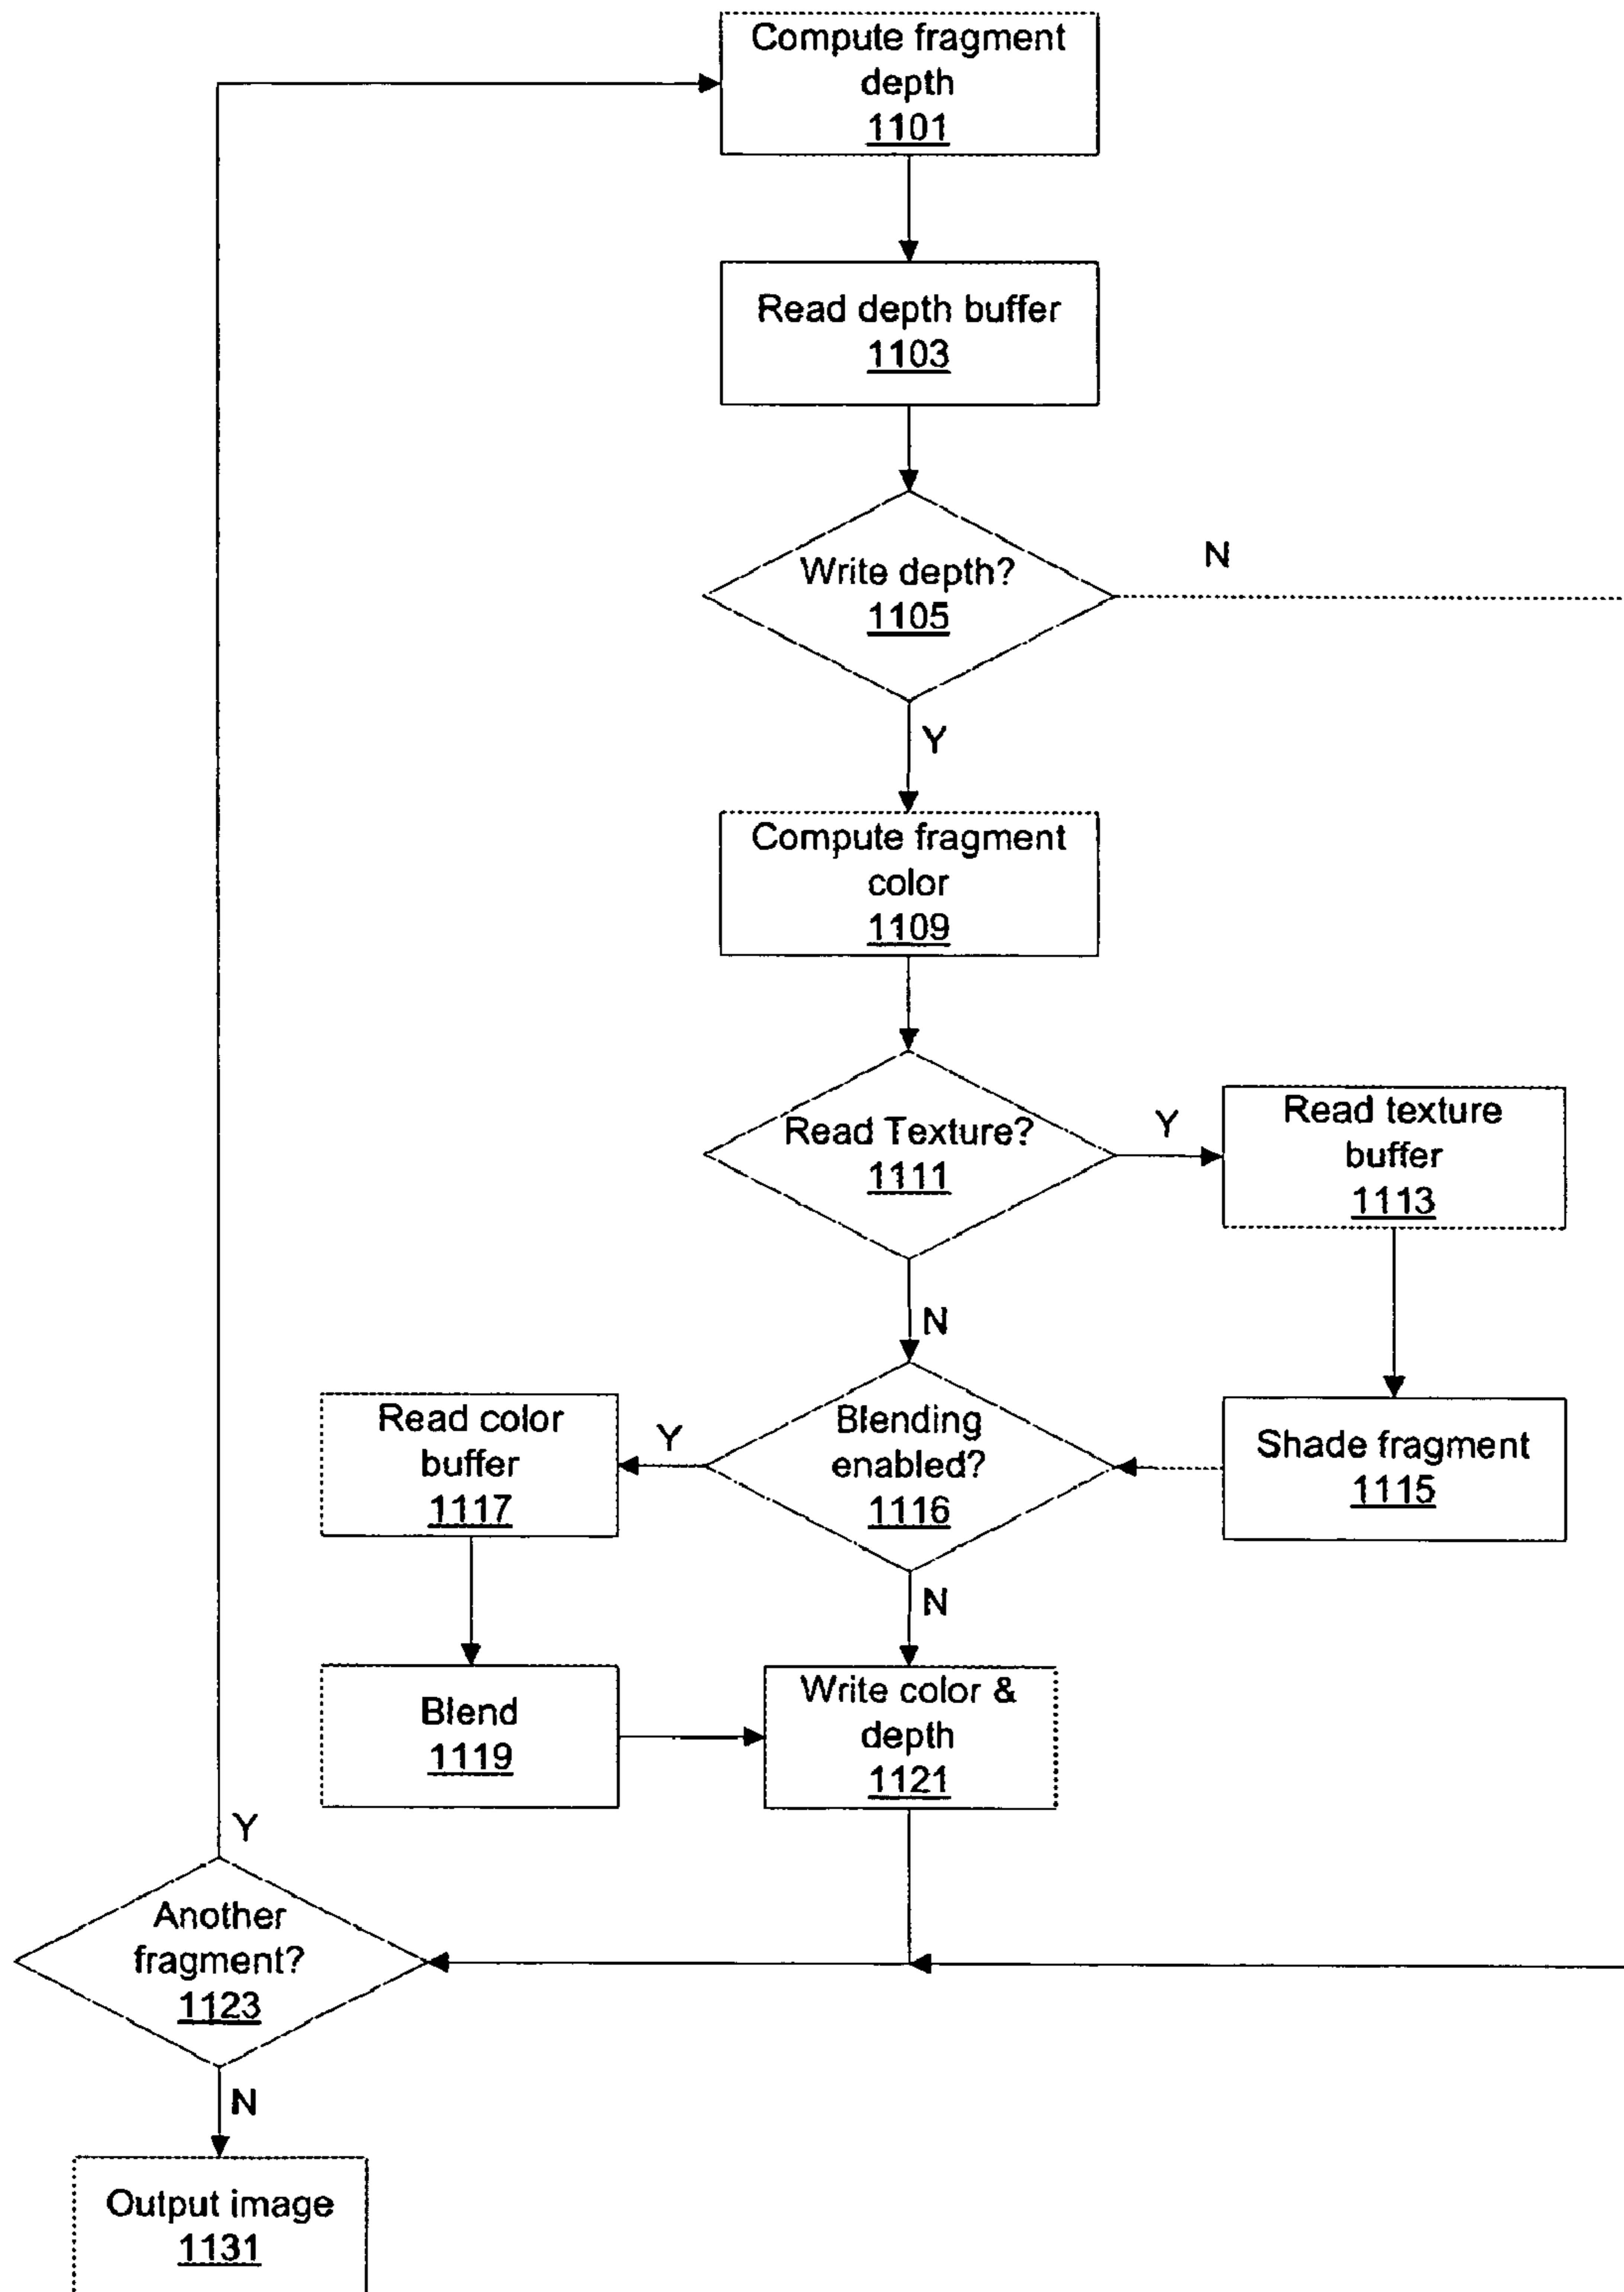 Compute fragment
depth
1101
Read depth buffer
1103
Write depth?
1105
N
Y
Compute fragment
color
1109
Read Texture?
1111
Y
Read texture
buffer
1113
N
Read color
buffer
1117
Y
Blending
enabled?
1116
Shade fragment
1115
N
Blend
1119
Write color &
depth
1121
Y
Another
fragment?
1123
N
Output image
1131